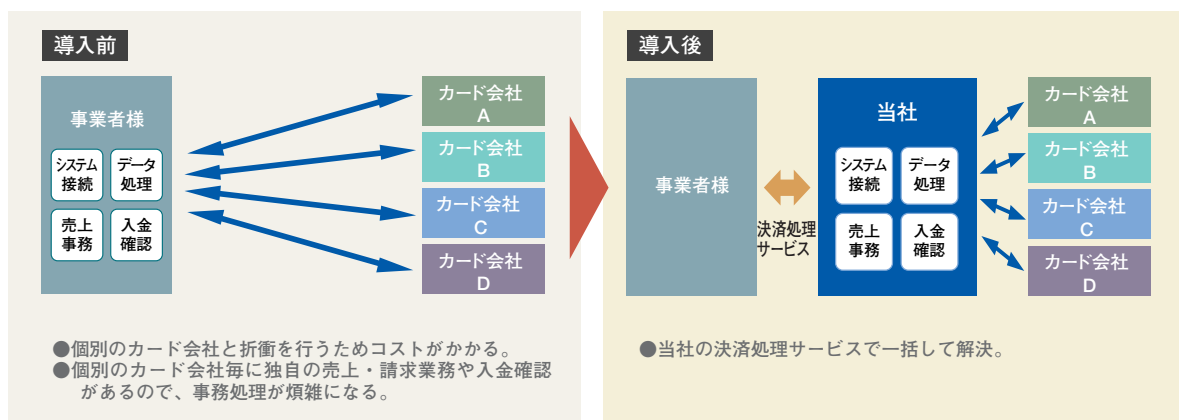 導入前
事業者様
システム
接続
データ
処理
売上
事務
入金
確認
カード会社
A
カード会社
B
カード会社
C
カード会社
D
●個別のカード会社と折衝を行うためコストがかかる。
●個別のカード会社毎に独自の売上・請求業務や入金確認
があるので、事務処理が煩雑になる。
導入後
事業者様
決済処理
サービス
当社
システム
接続
データ
処理
売上
事務
入金
確認
カード会社
A
カード会社
B
カード会社
C
カード会社
D
●当社の決済処理サービスで一括して解決。